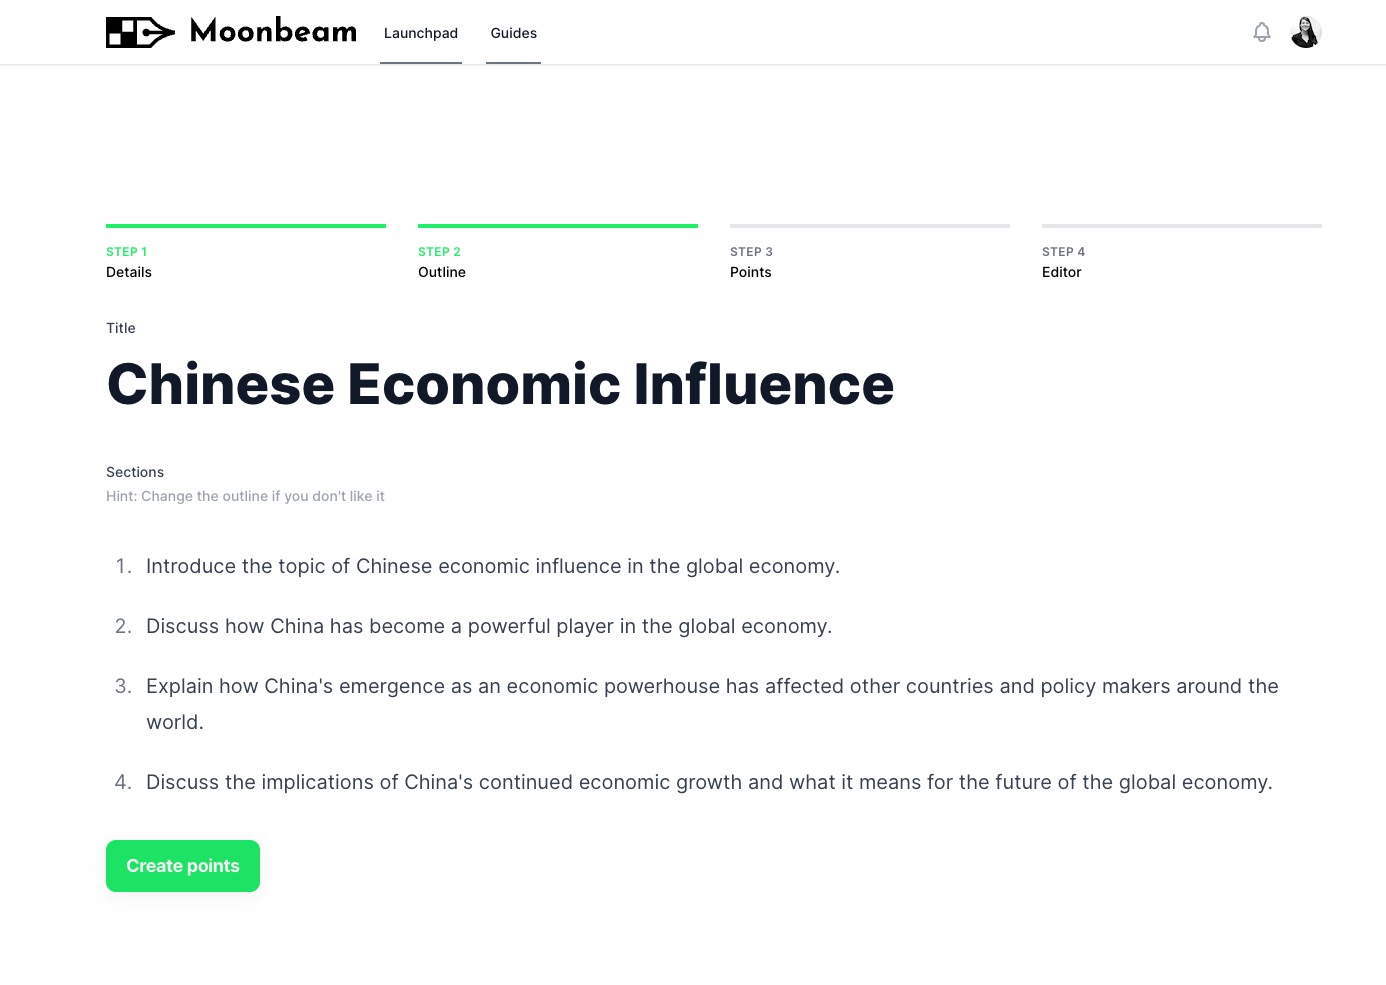 Moonbeam Launchpad Guides
STEP 1
Details
STEP 2
Outline
STEP 3
Points
STEP 4
Editor
Title
Chinese Economic Influence
Sections
Hint: Change the outline if you don't like it
1. Introduce the topic of Chinese economic influence in the global economy.
2. Discuss how China has become a powerful player in the global economy.
3. Explain how China's emergence as an economic powerhouse has affected other countries and policy makers around the
world.
4. Discuss the implications of China's continued economic growth and what it means for the future of the global economy.
Create points